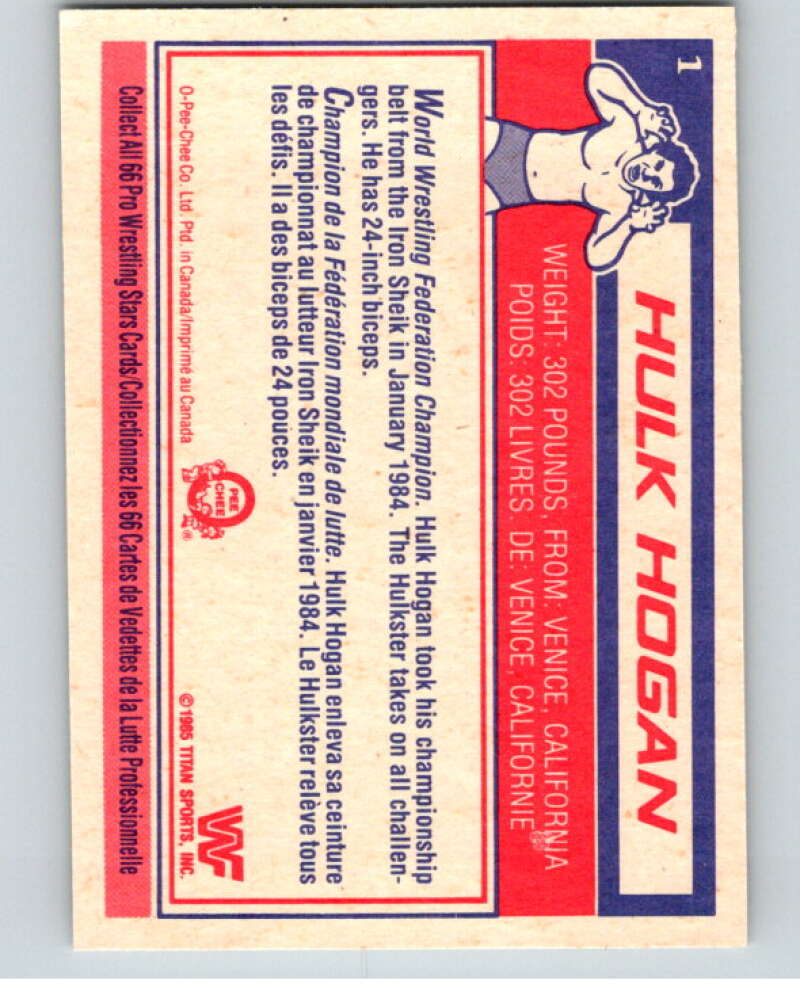 1
HULK HOGAN
WEIGHT: 302 POUNDS, FROM: VENICE, CALIFORNIA
POIDS: 302 LIVRES. DE: VENICE, CALIFORNIE
World Wrestling Federation Champion. Hulk Hogan took his championship
belt from the Iron Sheik in January 1984. The Hulkster takes on all challen-
gers. He has 24-inch biceps.
Champion de la Fédération mondiale de lutte. Hulk Hogan enleva sa ceinture
de championnat au lutteur Iron Sheik en janvier 1984. Le Hulkster relève tous
les défis. Il a des biceps de 24 pouces.
O PEE CHEE ®
WF
O-Pee-Chee Co. Ltd. Ptd. in Canada/Imprimé au Canada
©1985 TITAN SPORTS, INC.
Collect All 66 Pro Wrestling Stars Cards/Collectionnez les 66 Cartes de Vedettes de la Lutte Professionnelle